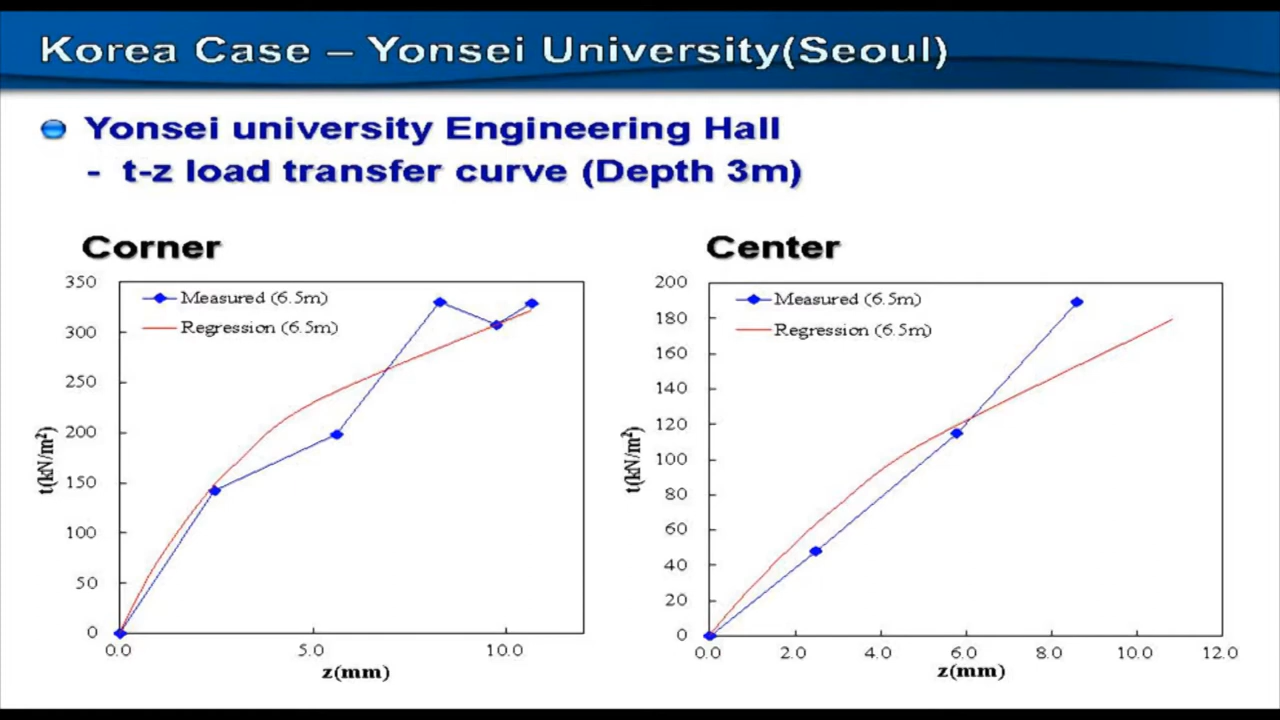 Korea Case – Yonsei University(Seoul)
Yonsei university Engineering Hall
- t-z load transfer curve (Depth 3m)
Corner
350
300
250
200
150
100
50
0
t(kN/m²)
Measured (6.5m)
Regression (6.5m)
0.0 5.0 10.0
z(mm)
Center
200
180
160
140
120
100
80
60
40
20
0
t(kN/m²)
Measured (6.5m)
Regression (6.5m)
0.0 2.0 4.0 6.0 8.0 10.0 12.0
z(mm)